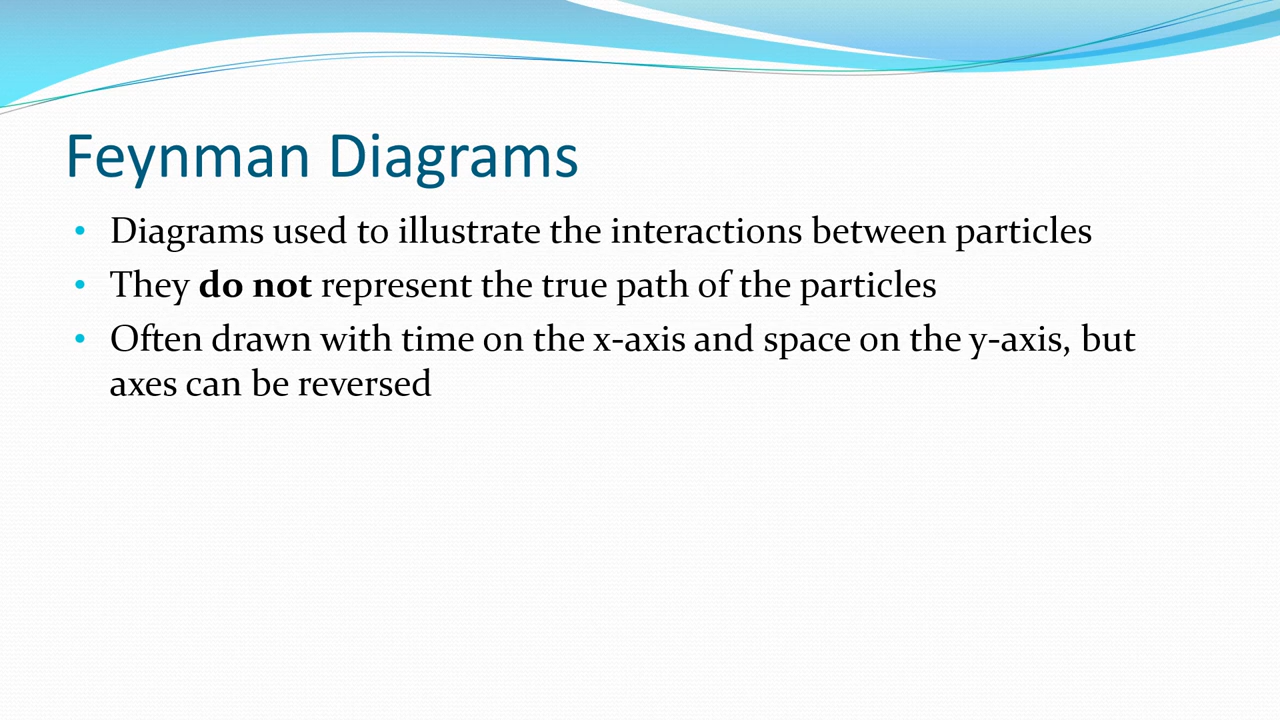 Feynman Diagrams
• Diagrams used to illustrate the interactions between particles
• They do not represent the true path of the particles
• Often drawn with time on the x-axis and space on the y-axis, but
axes can be reversed